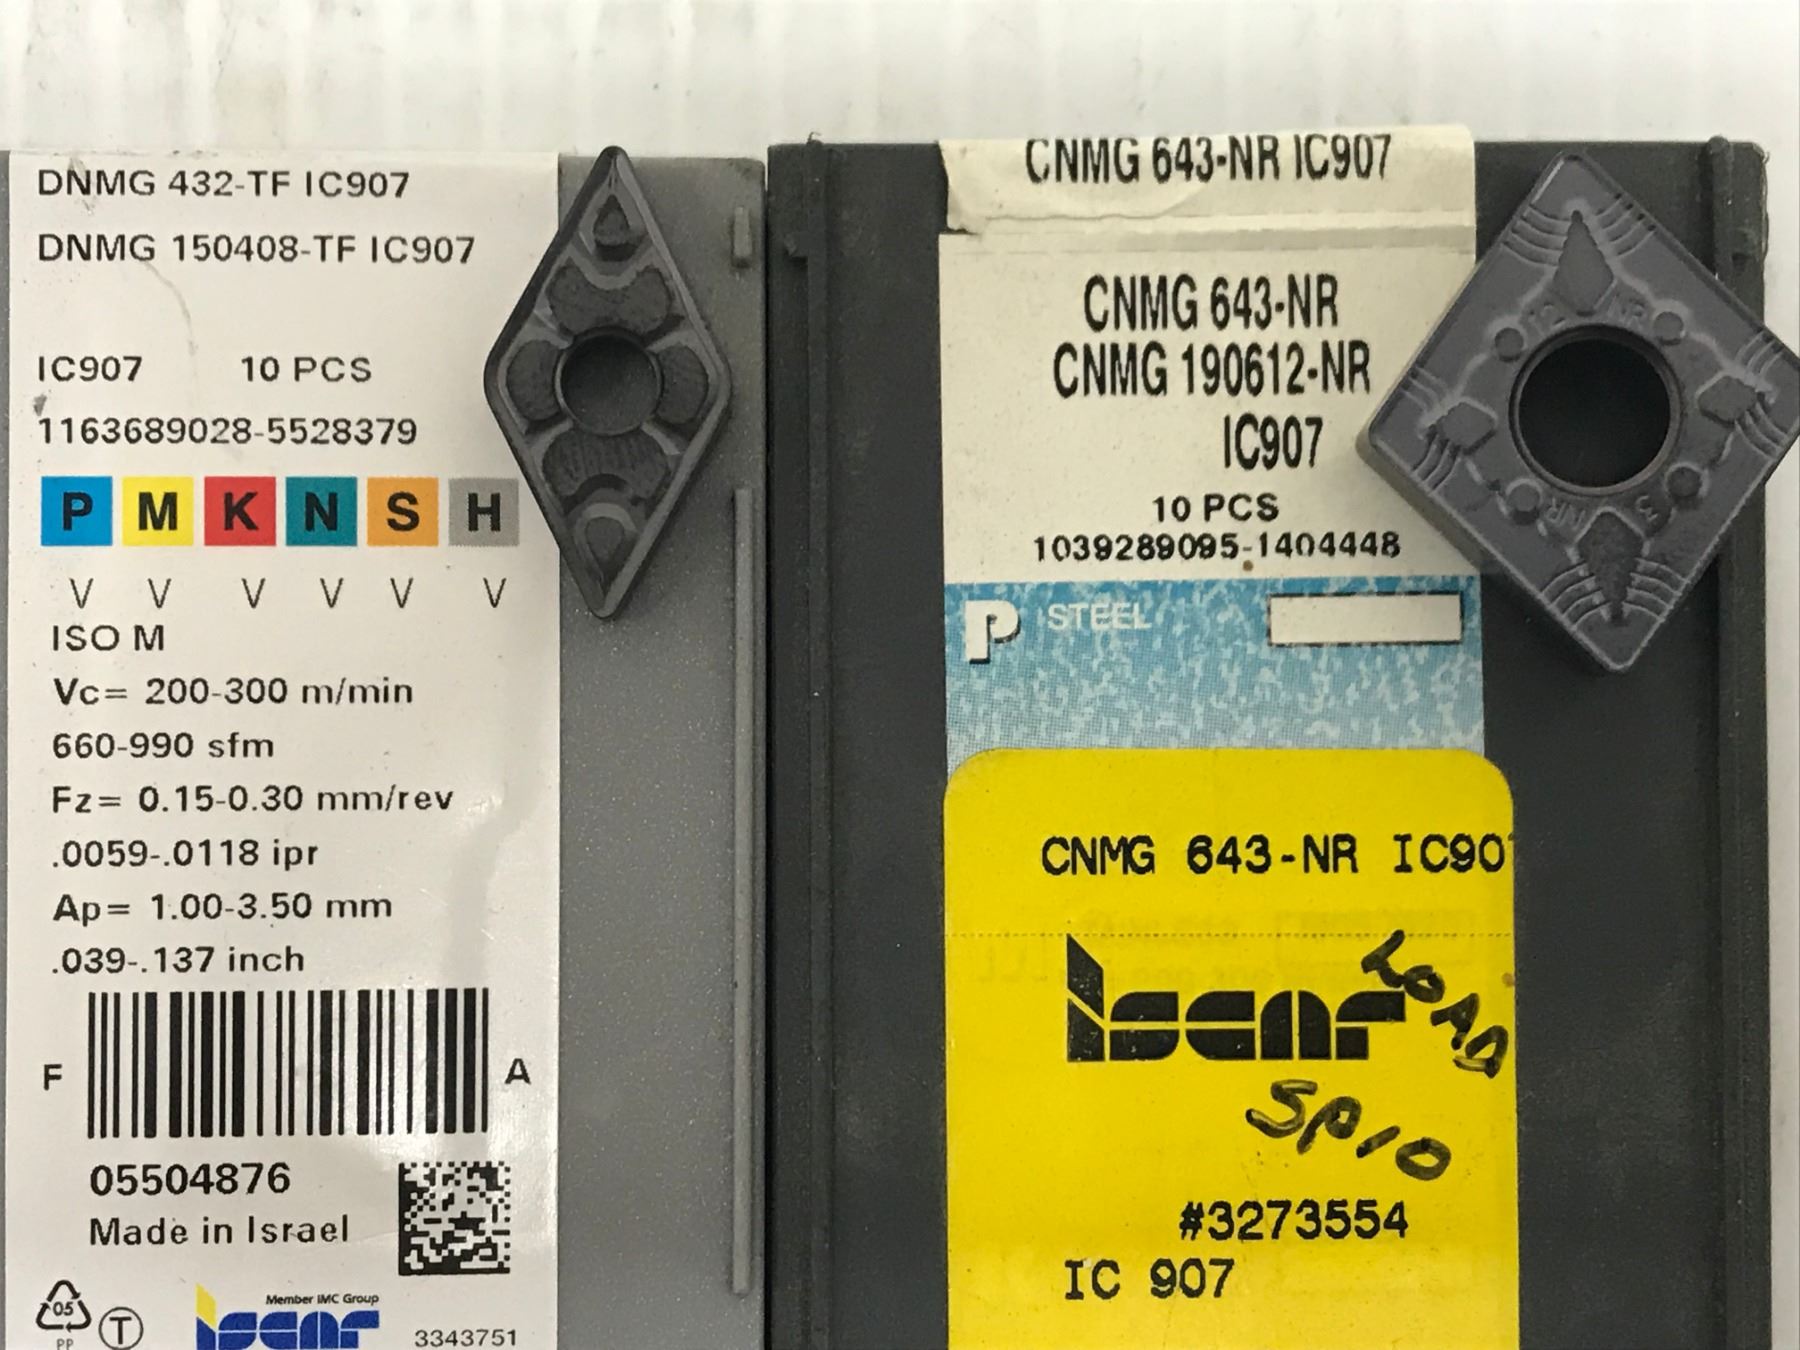 DNMG 432-TF IC907
DNMG 150408-TF IC907
IC907 10 PCS
1163689028-5528379
P M K N S H
V V V V V V
ISO M
Vc= 200-300 m/min
660-990 sfm
Fz= 0.15-0.30 mm/rev
.0059-.0118 ipr
Ap= 1.00-3.50 mm
.039-.137 inch
F A
05504876
Made in Israel
05
PP
T
Member IMC Group
iscar
3343751
CNMG 643-NR IC907
CNMG 643-NR
CNMG 190612-NR
IC907
10 PCS
1039289095-1404448
P STEEL
CNMG 643-NR IC907
iscar
LOAD
SP10
#3273554
IC 907
12 NR
NR